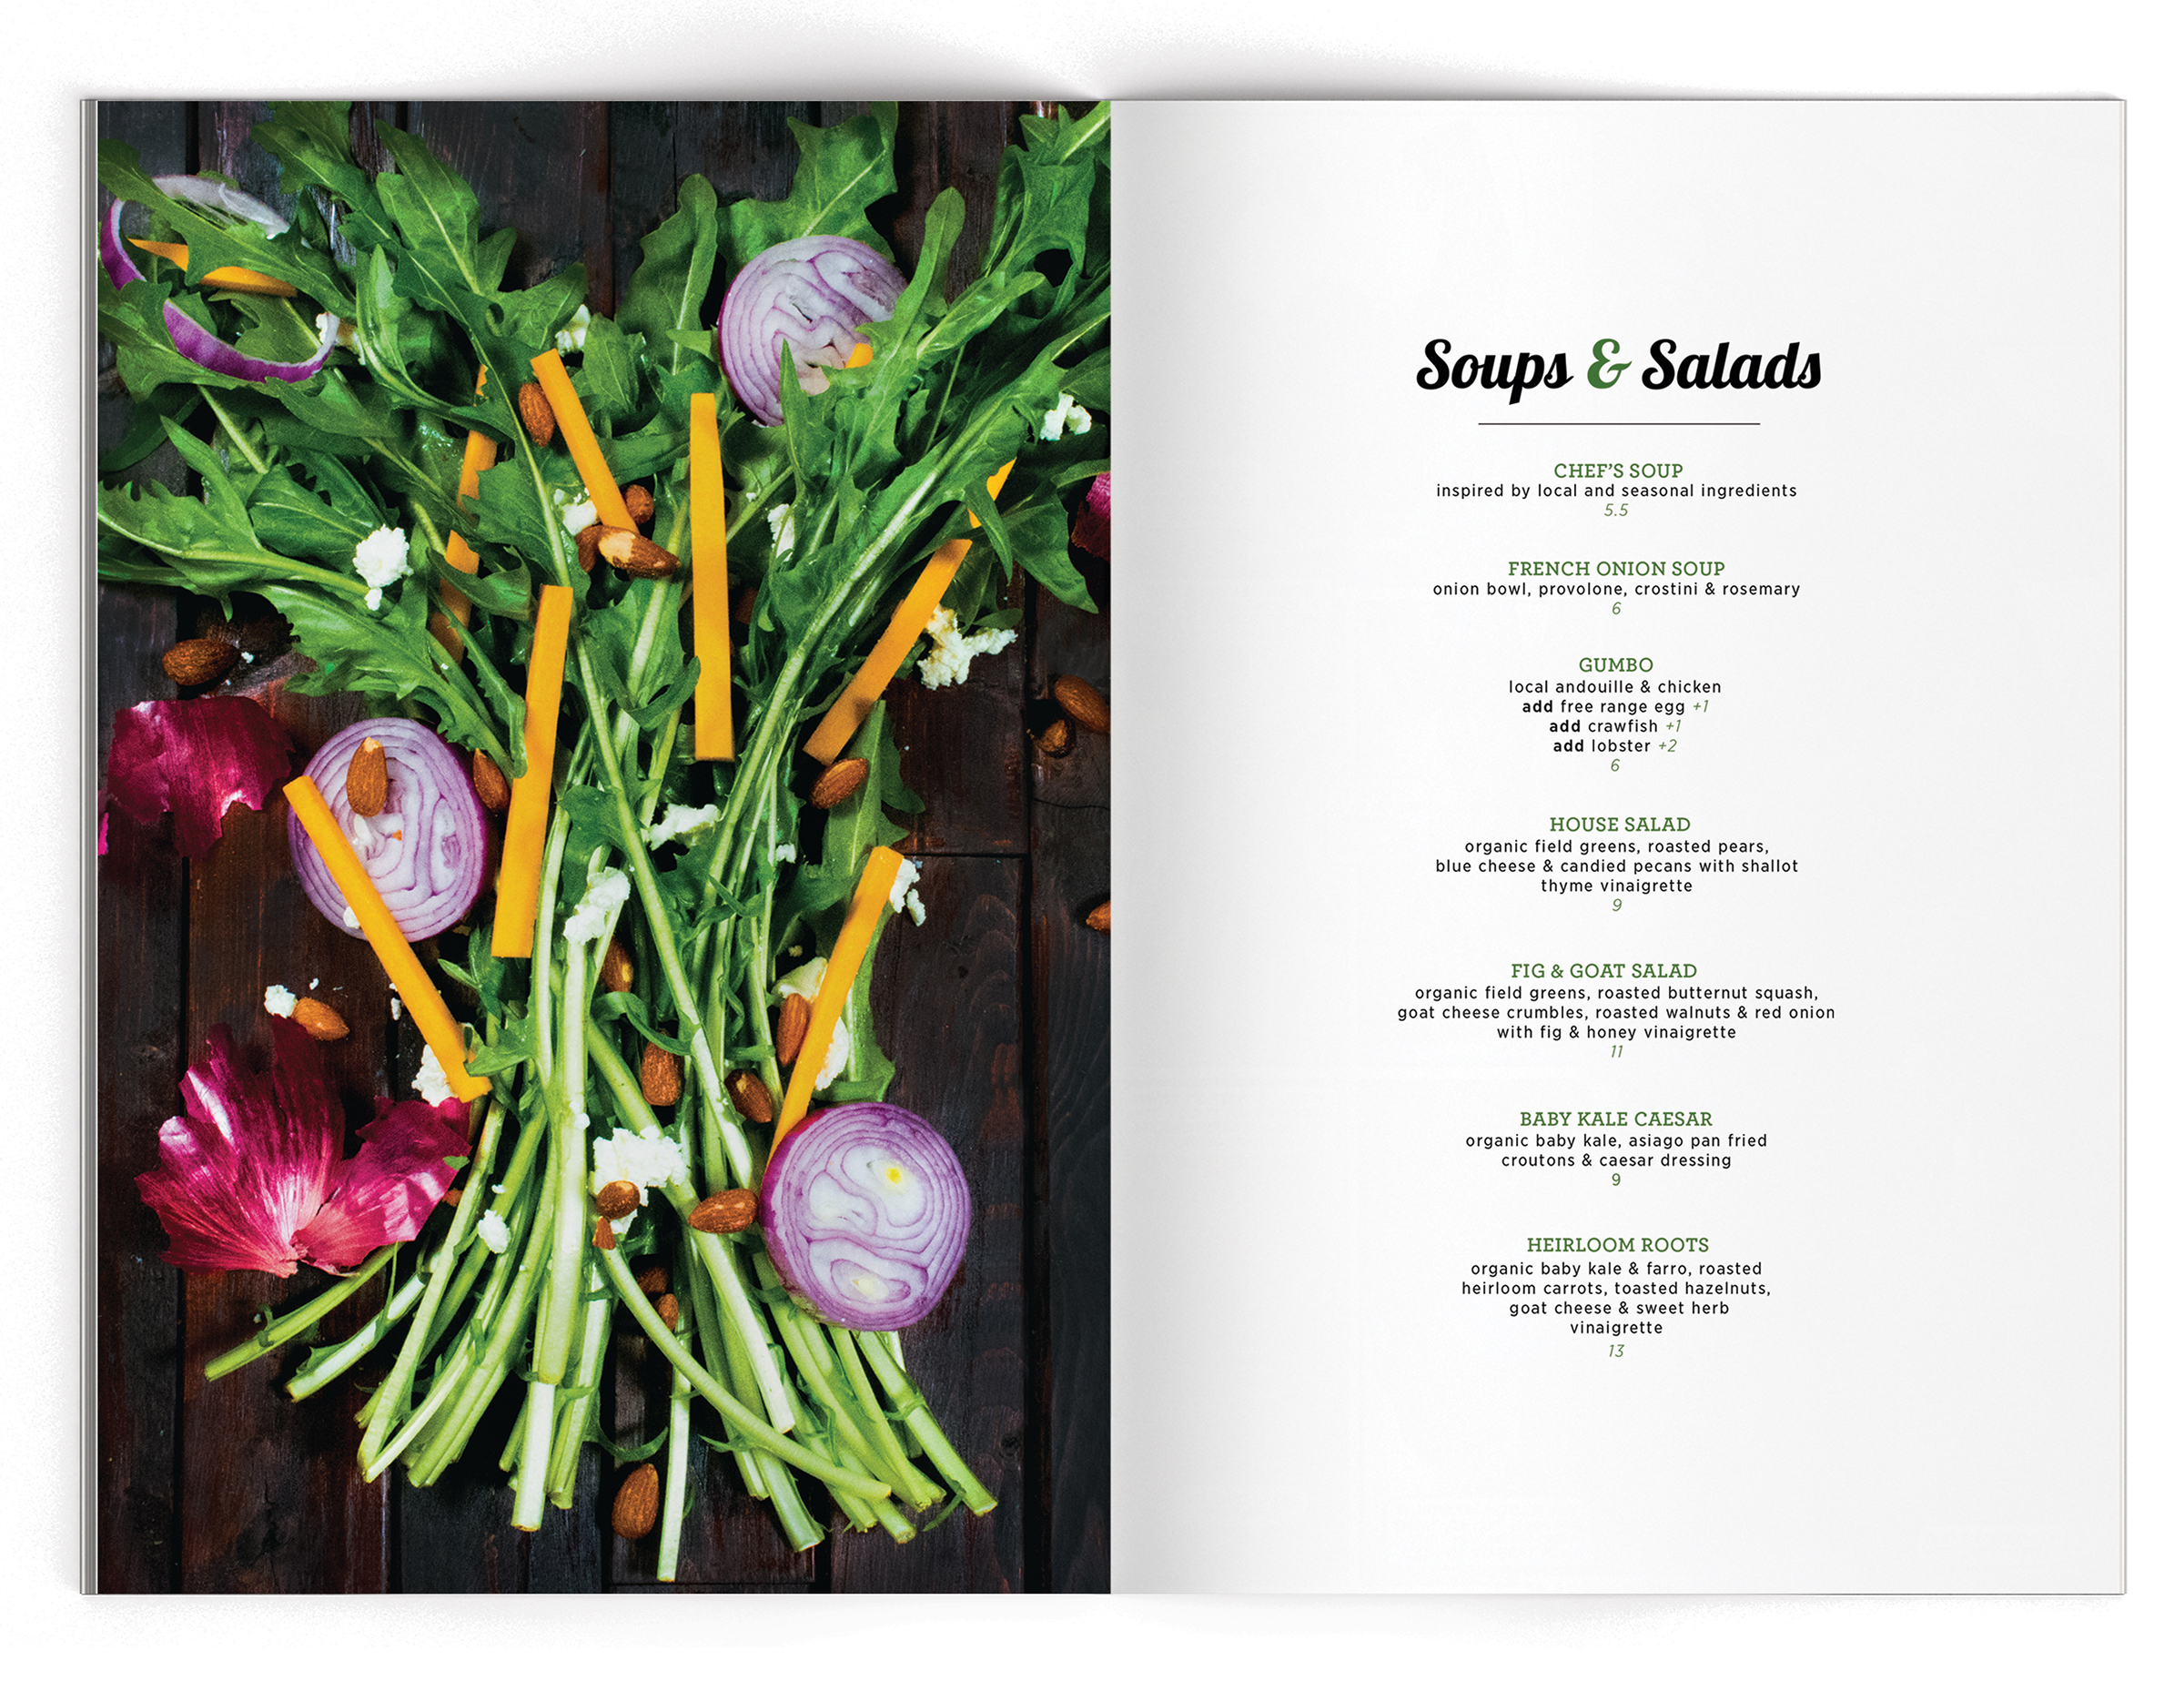 Soups & Salads
CHEF'S SOUP
inspired by local and seasonal ingredients
5.5
FRENCH ONION SOUP
onion bowl, provolone, crostini & rosemary
6
GUMBO
local andouille & chicken
add free range egg +1
add crawfish +1
add lobster +2
6
HOUSE SALAD
organic field greens, roasted pears,
blue cheese & candied pecans with shallot
thyme vinaigrette
9
FIG & GOAT SALAD
organic field greens, roasted butternut squash,
goat cheese crumbles, roasted walnuts & red onion
with fig & honey vinaigrette
11
BABY KALE CAESAR
organic baby kale, asiago pan fried
croutons & caesar dressing
9
HEIRLOOM ROOTS
organic baby kale & farro, roasted
heirloom carrots, toasted hazelnuts,
goat cheese & sweet herb
vinaigrette
13